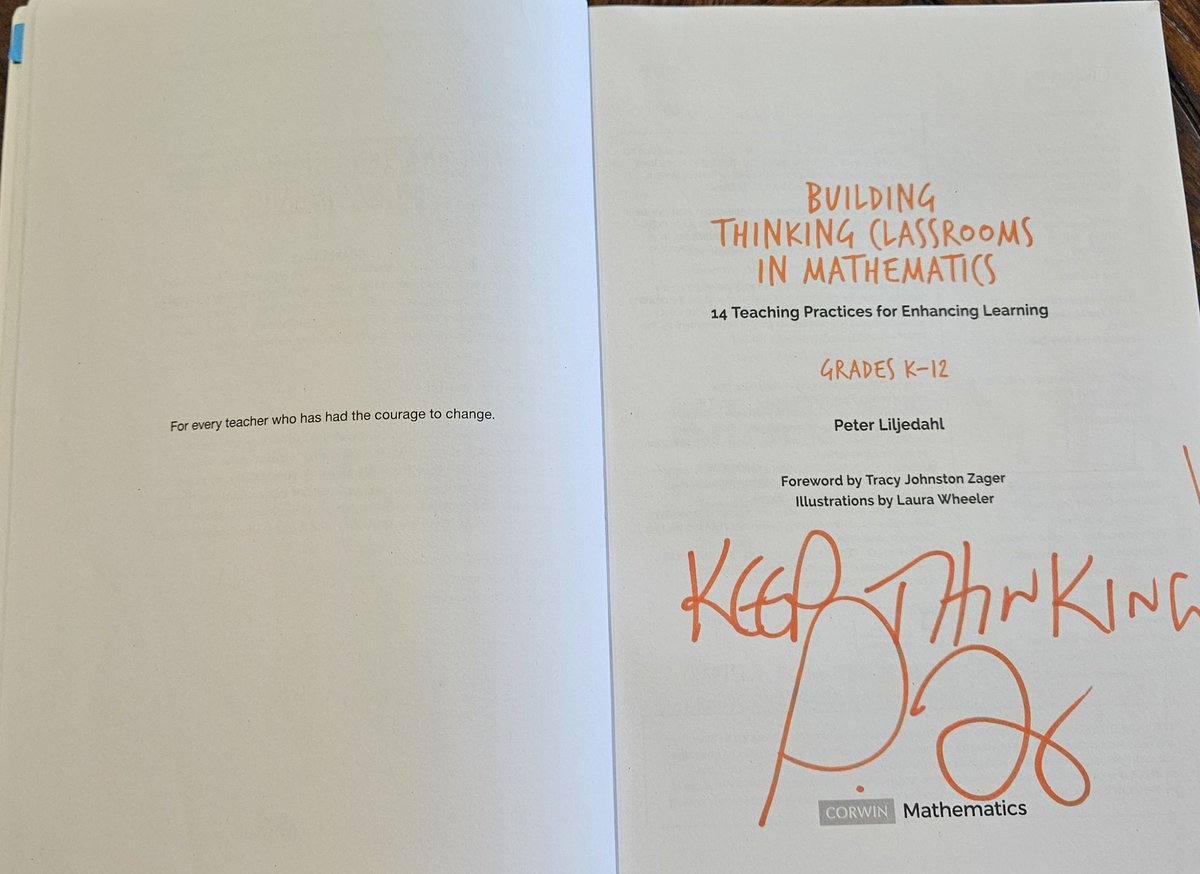 For every teacher who has had the courage to change.
BUILDING
THINKING CLASSROOMS
IN MATHEMATICS
14 Teaching Practices for Enhancing Learning
GRADES K–12
Peter Liljedahl
Foreword by Tracy Johnston Zager
Illustrations by Laura Wheeler
KEEP THINKING
CORWIN Mathematics